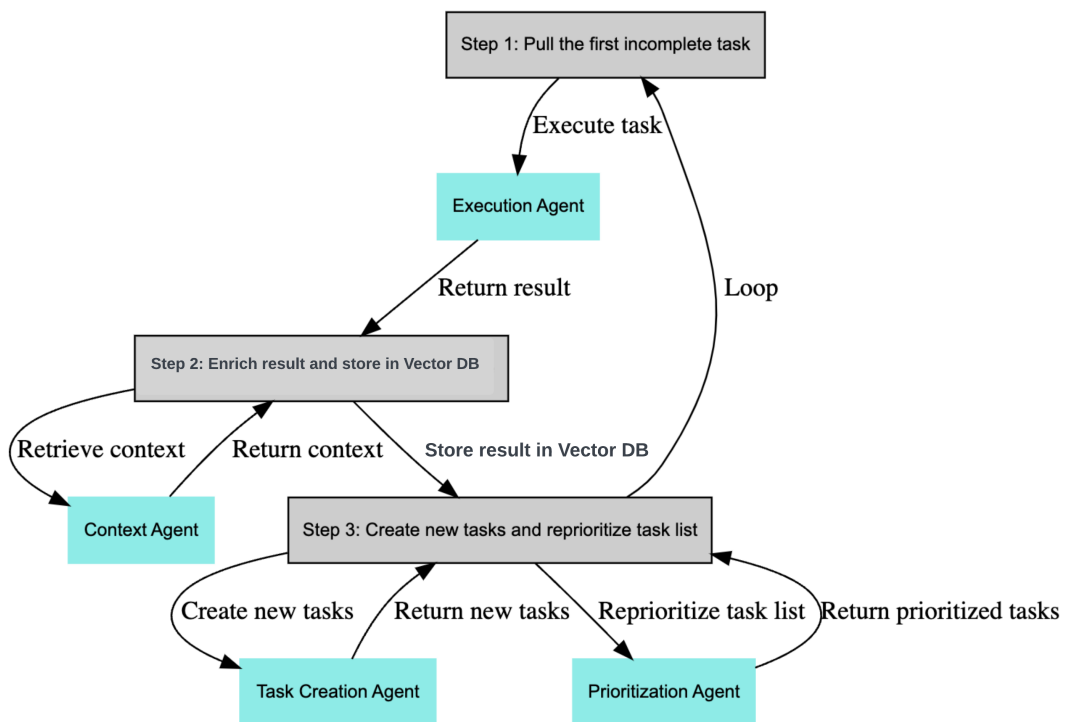 Step 1: Pull the first incomplete task
Execute task
Execution Agent
Return result
Loop
Step 2: Enrich result and store in Vector DB
Retrieve context
Return context
Store result in Vector DB
Context Agent
Step 3: Create new tasks and reprioritize task list
Create new tasks
Return new tasks
Reprioritize task list
Return prioritized tasks
Task Creation Agent
Prioritization Agent